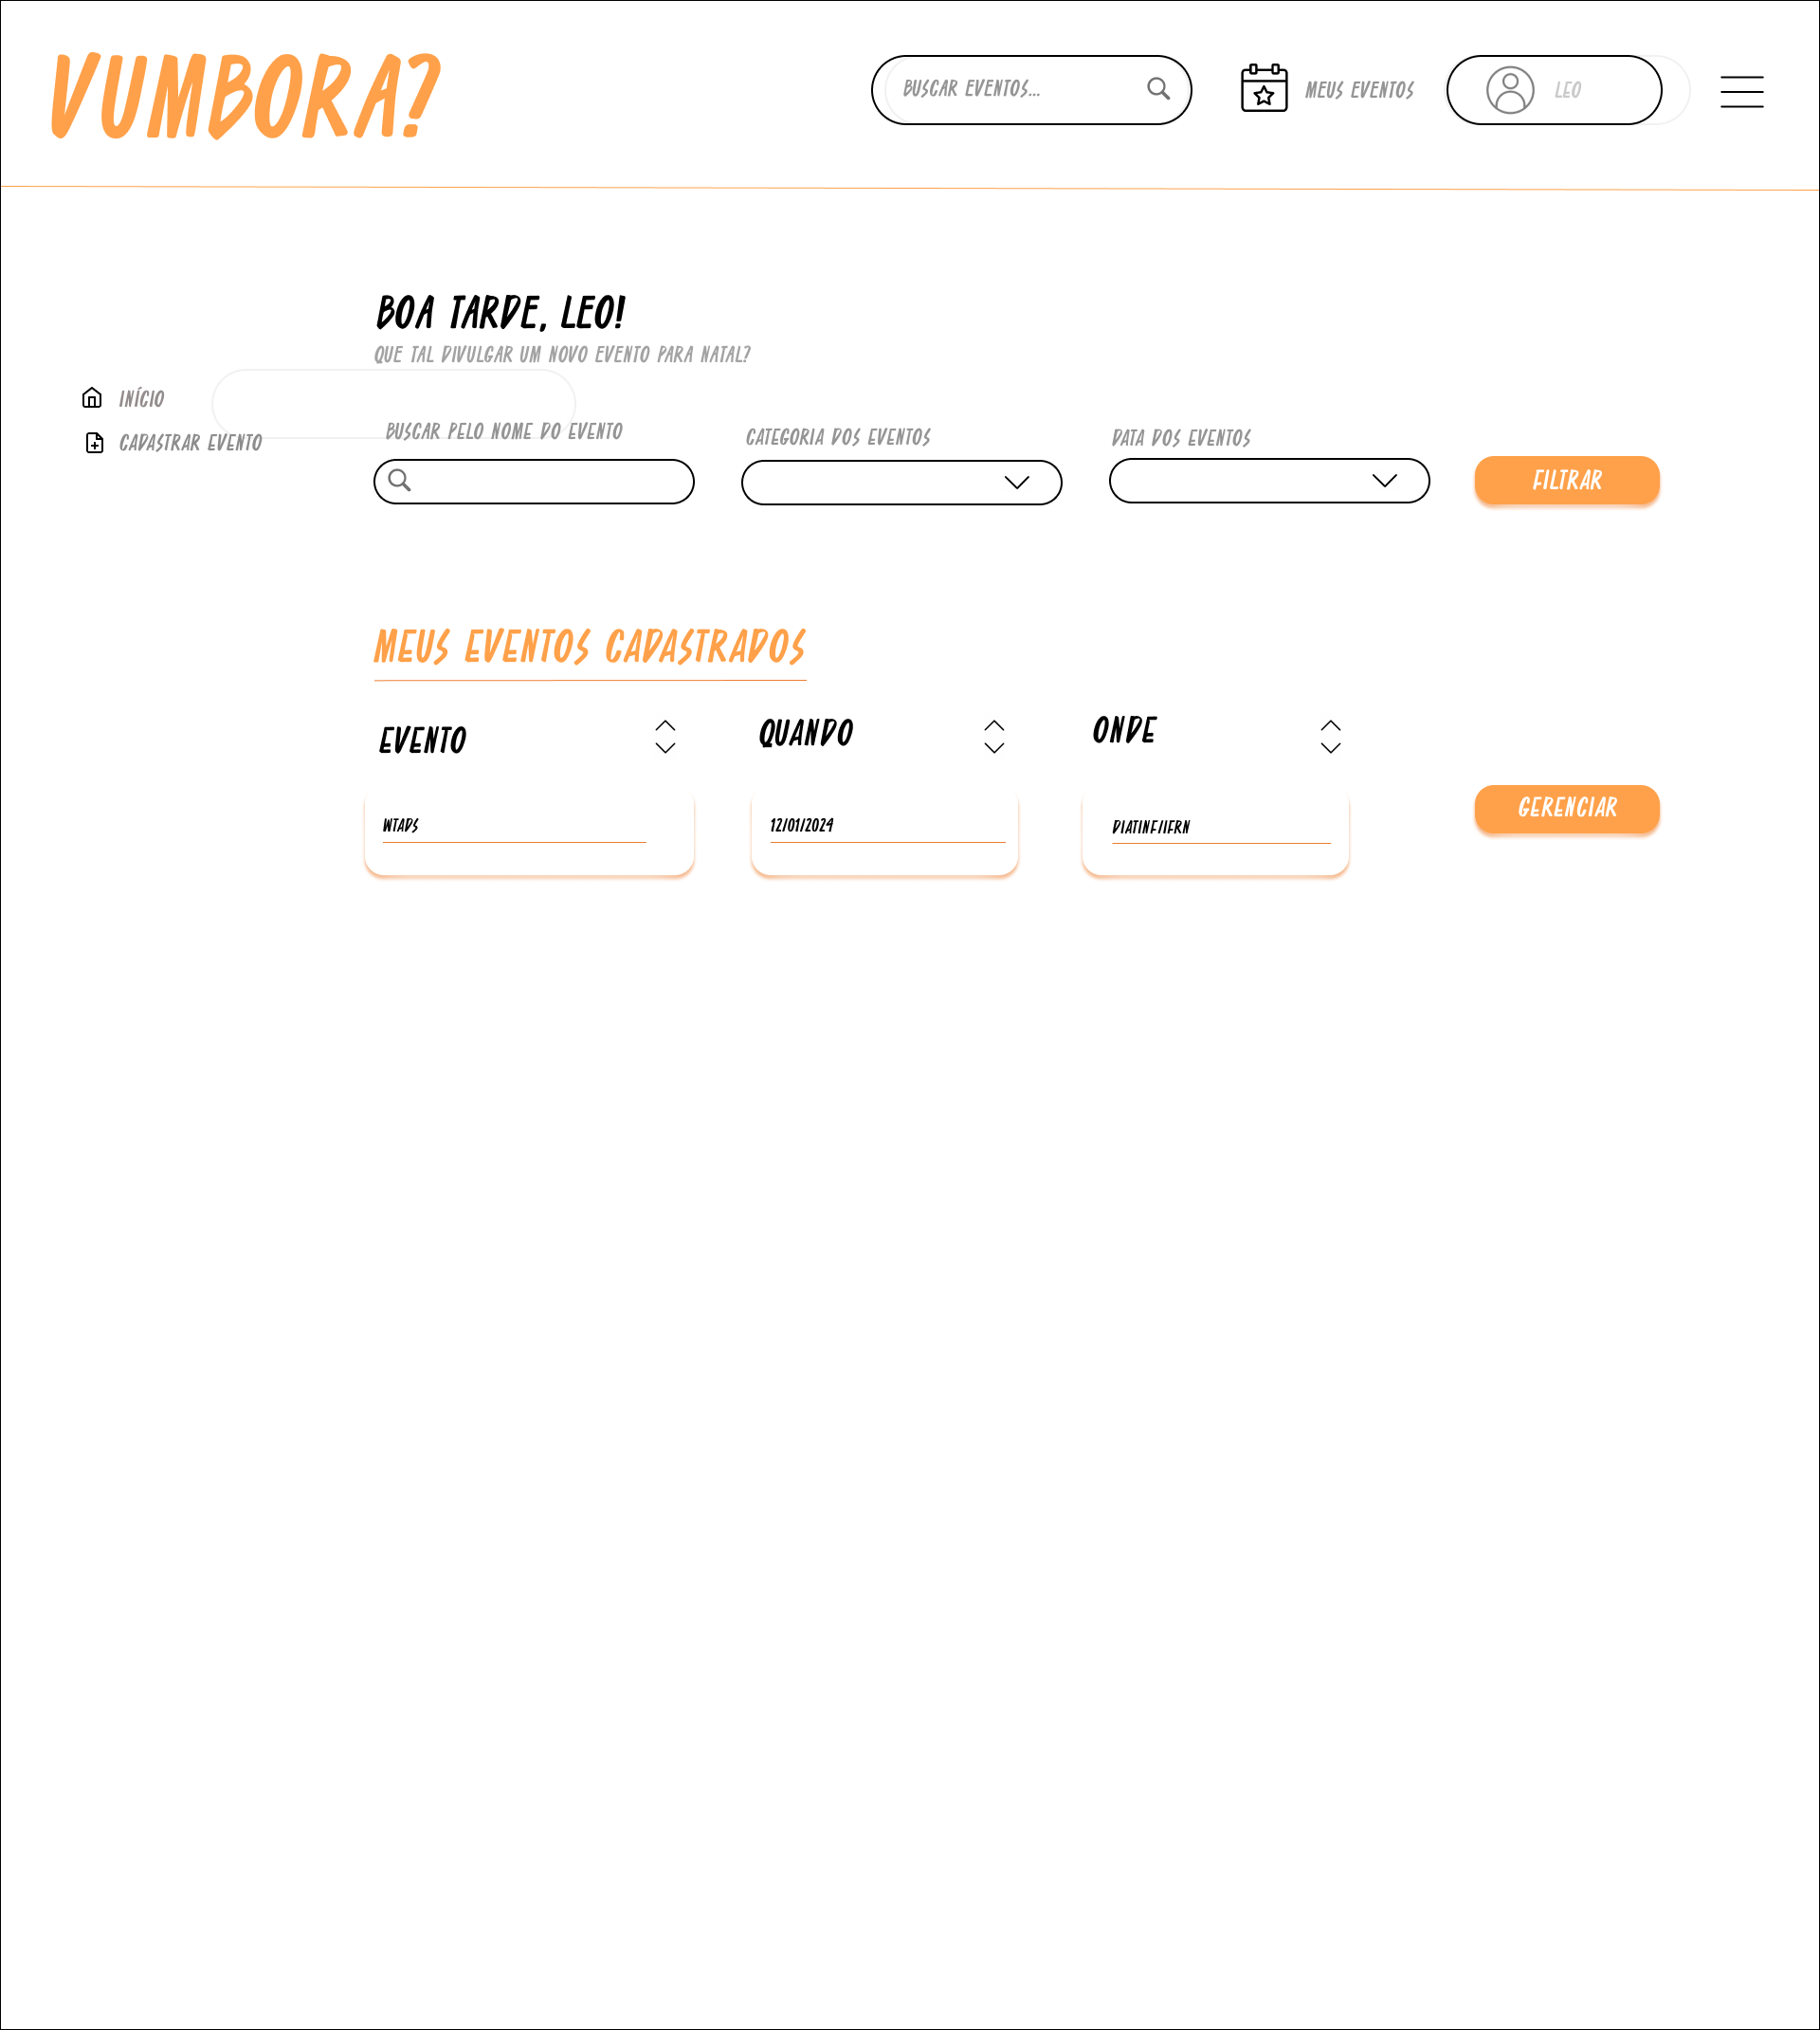 VUMBORA?
BUSCAR EVENTOS...
MEUS EVENTOS
LEO
BOA TARDE, LEO!
QUE TAL DIVULGAR UM NOVO EVENTO PARA NATAL?
INÍCIO
CADASTRAR EVENTO
BUSCAR PELO NOME DO EVENTO
CATEGORIA DOS EVENTOS
DATA DOS EVENTOS
FILTRAR
MEUS EVENTOS CADASTRADOS
EVENTO
QUANDO
ONDE
WTADS
12/01/2024
DIATINF/IFRN
GERENCIAR